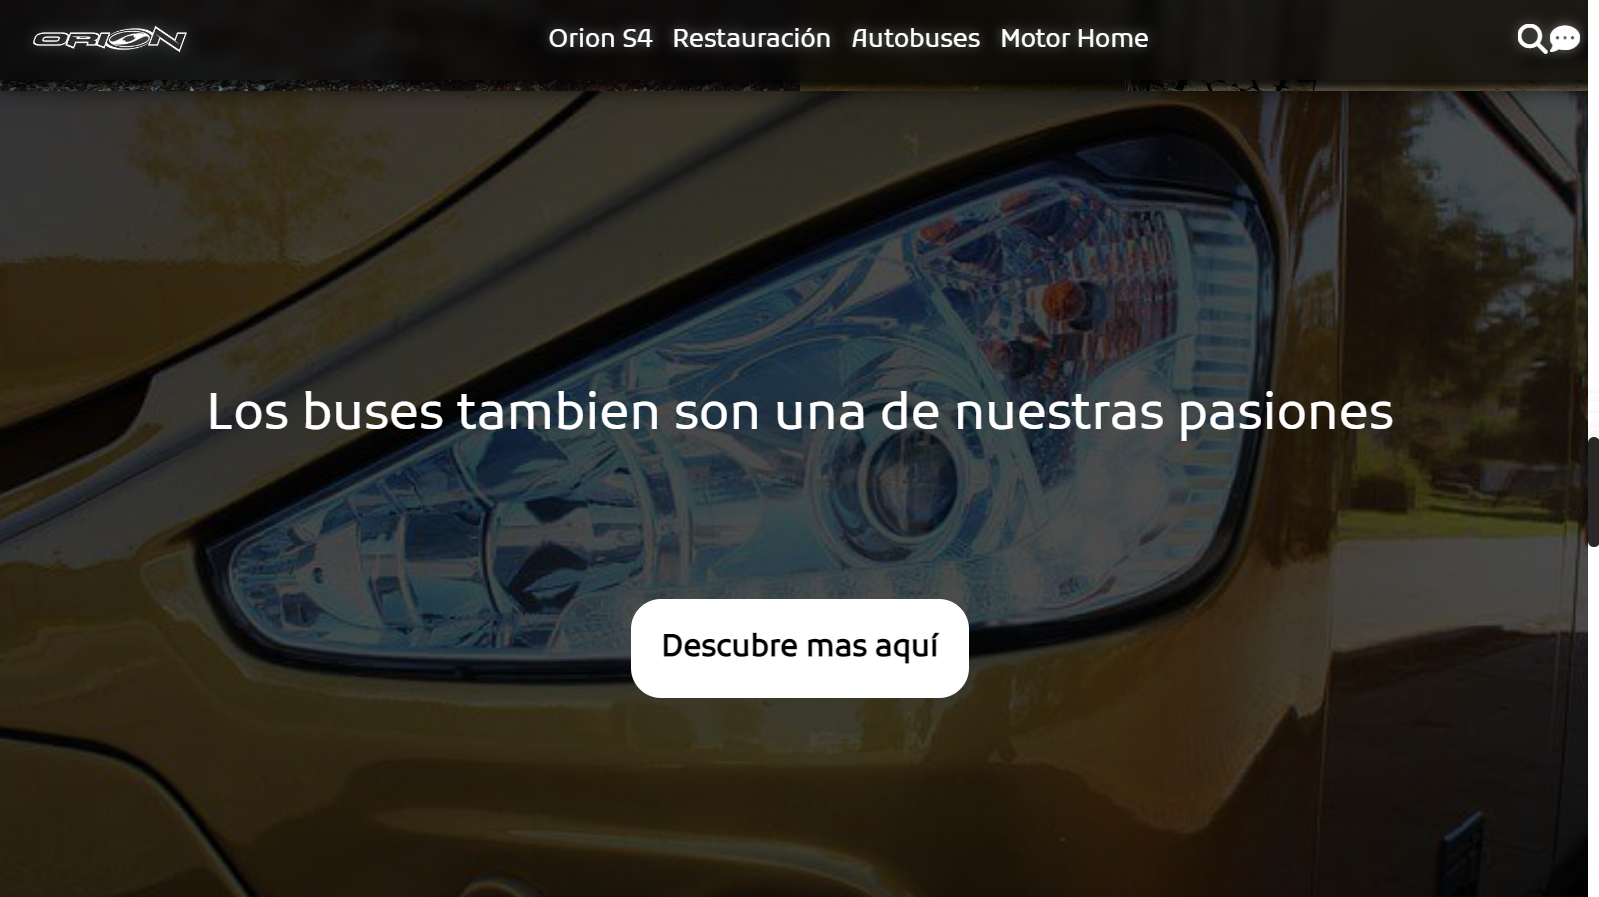 ORION
Orion S4 Restauración Autobuses Motor Home
Los buses tambien son una de nuestras pasiones
Descubre mas aquí